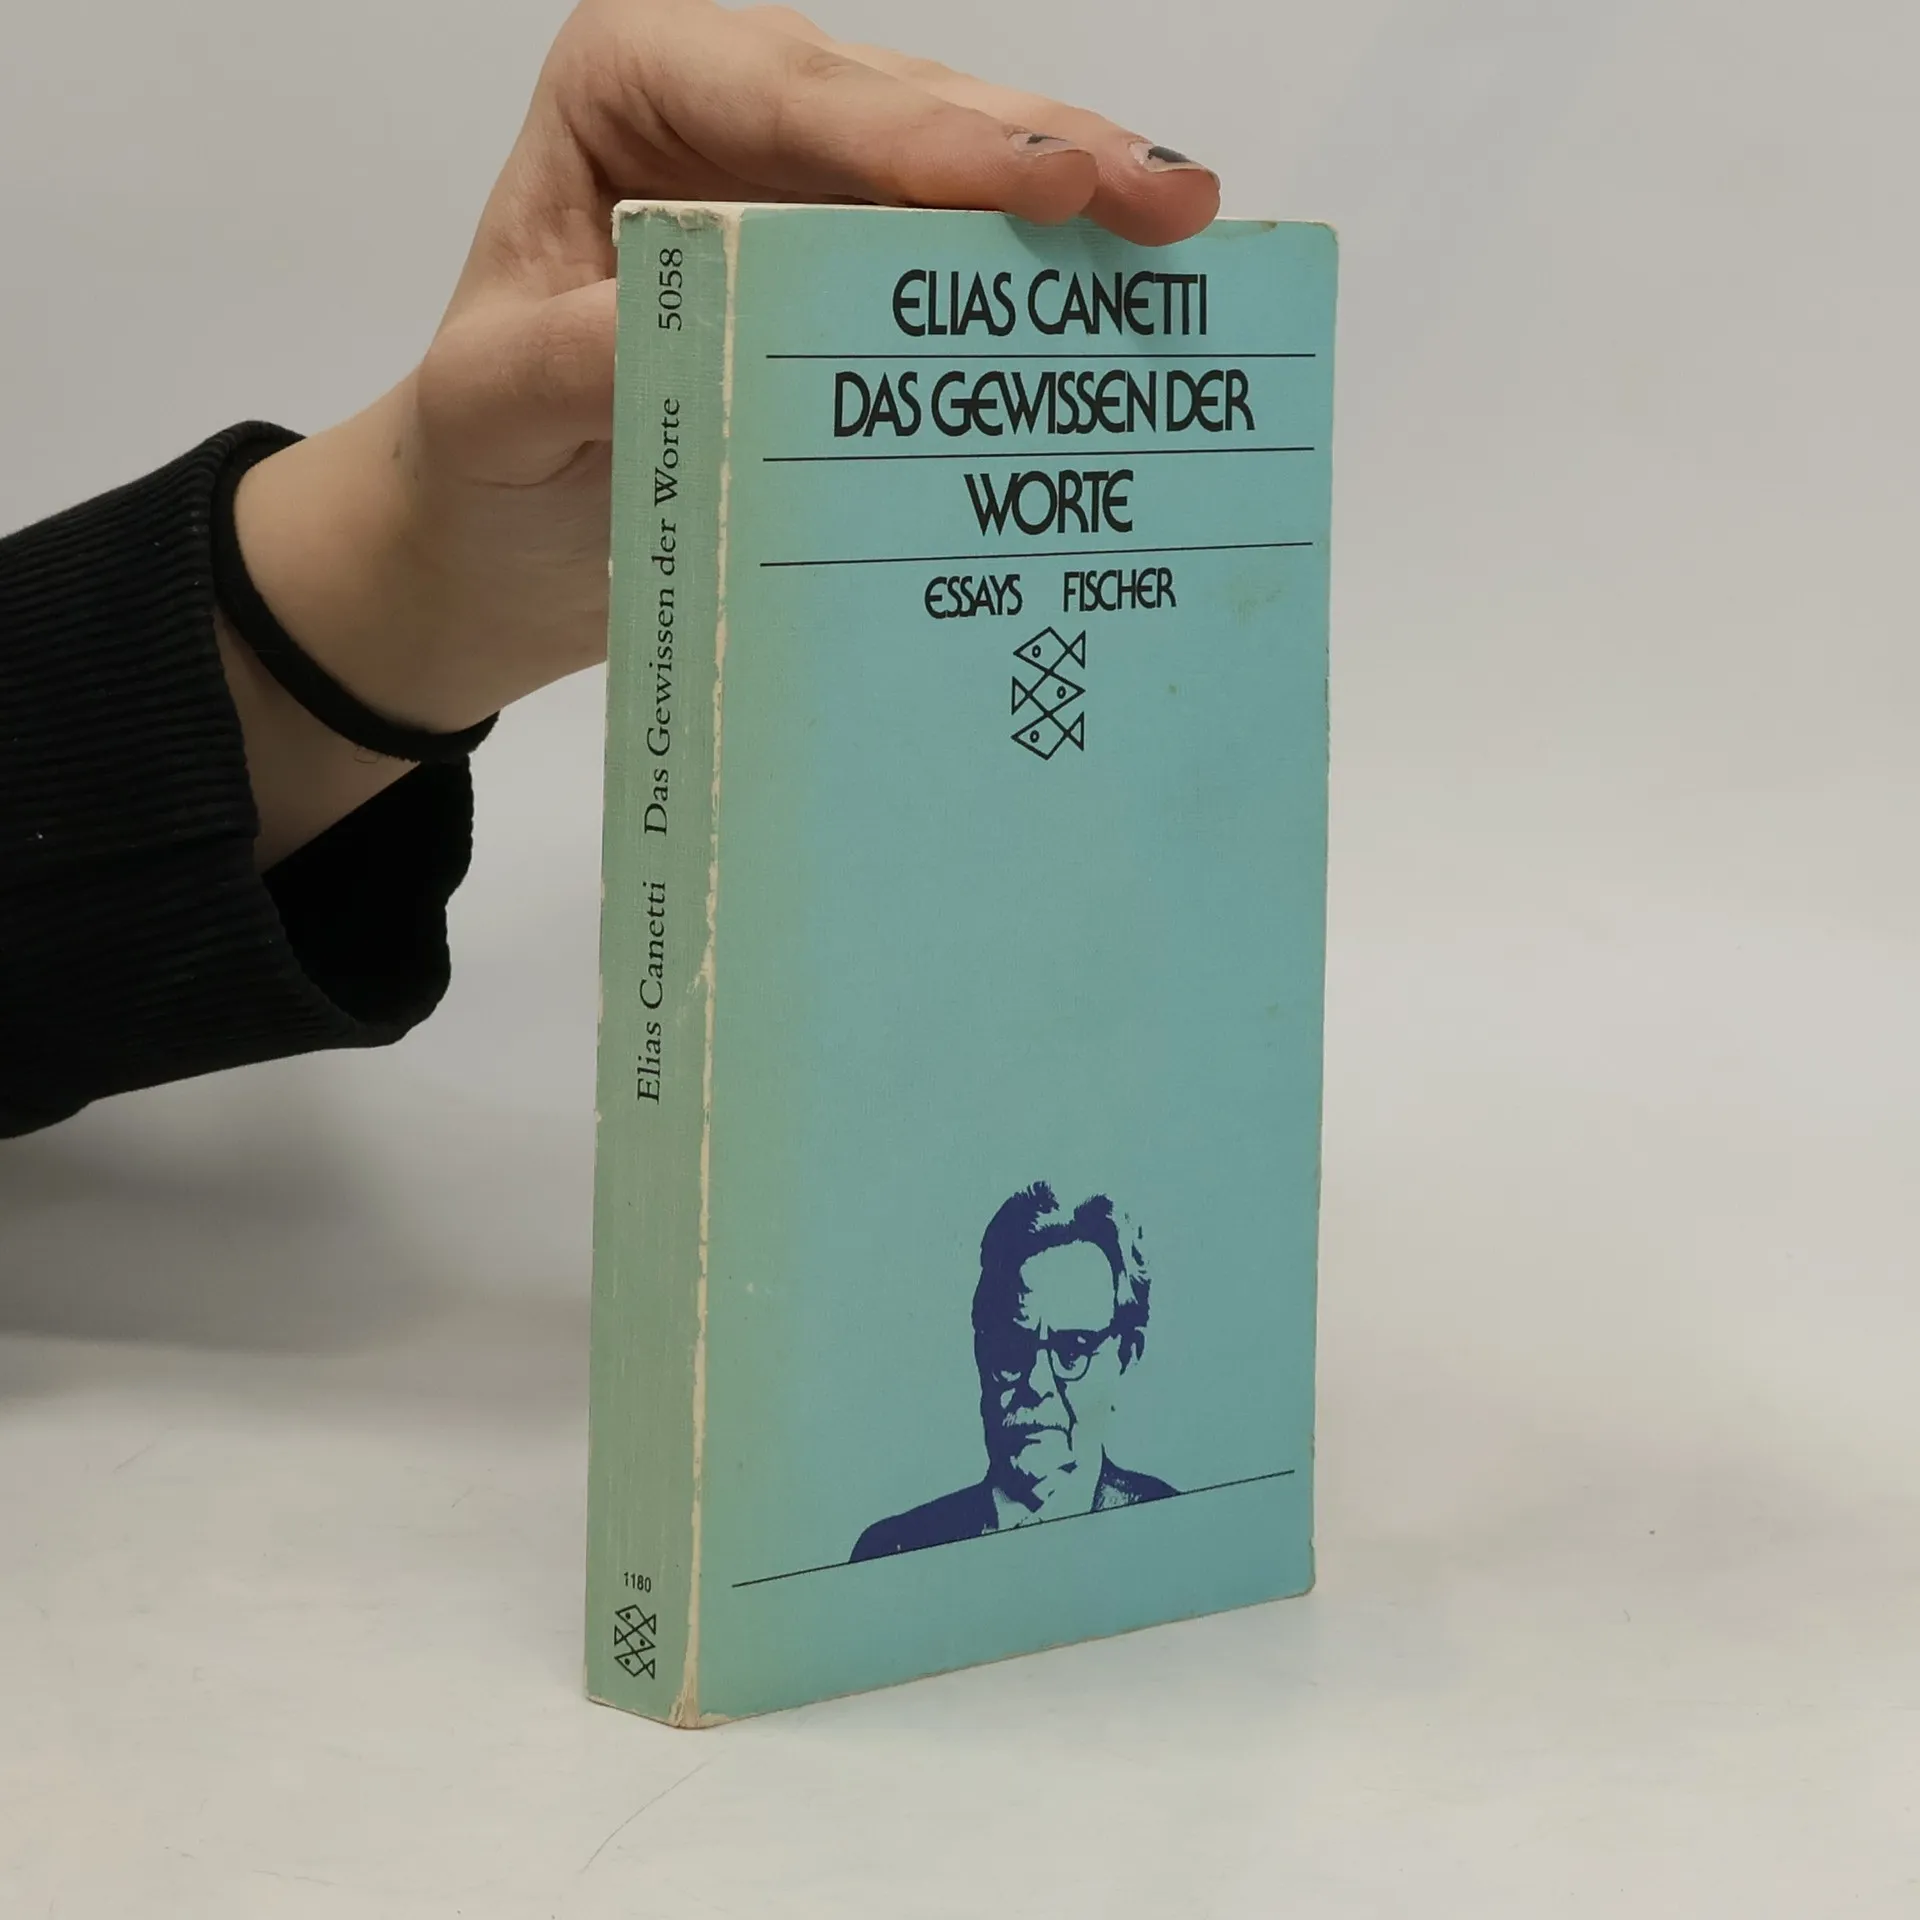 ELIAS CANETTI
DAS GEWISSEN DER
WORTE
ESSAYS FISCHER
Elias Canetti Das Gewissen der Worte 5058
1180